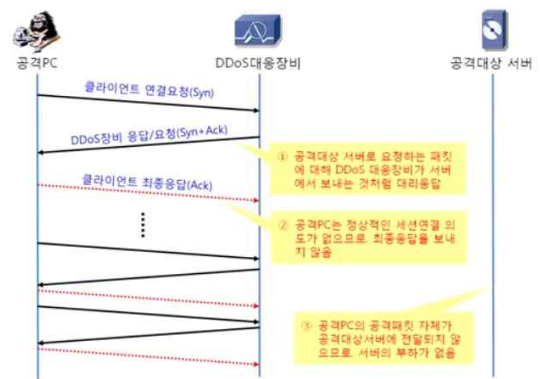 공격PC
DDoS대응장비
공격대상 서버
클라이언트 연결요청(Syn)
DDoS장비 응답/요청(Syn+Ack)
① 공격대상 서버로 요청하는 패킷
에 대해 DDoS 대응장비가 서버
에서 보내는 것처럼 대리응답
클라이언트 최종응답(Ack)
② 공격PC는 정상적인 세션연결 의
도가 없으므로 최종응답을 보내
지 않음
③ 공격PC의 공격패킷 자체가
공격대상서버에 전달되지 않
으므로 서버의 부하가 없음